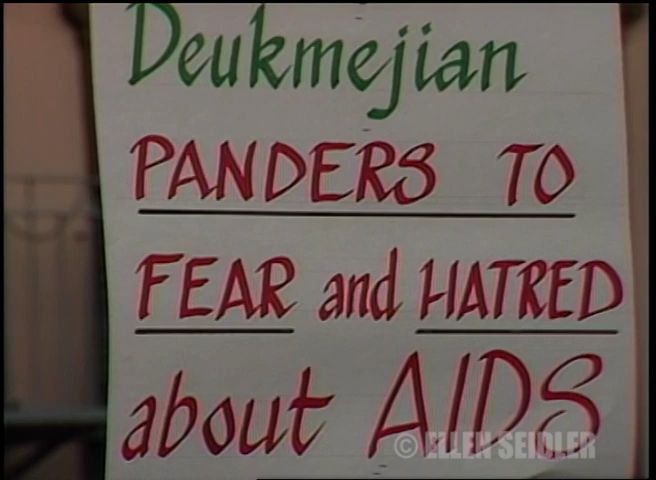 Deukmejian
PANDERS TO
FEAR and HATRED
about AIDS
© ELLEN SEIDLER